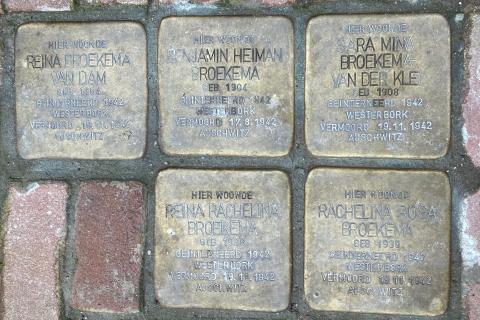 HIER WOONDE
REINA BROEKEMA
VAN DAM
GEB. 1904
GEINTERNEERD 1942
WESTERBORK
VERMOORD 19.11.1942
AUSCHWITZ
HIER WOONDE
BENJAMIN HEIMAN
BROEKEMA
GEB 1904
GEINTERNEERD 1942
WESTERBORK
VERMOORD 17.8.1942
AUSCHWITZ
HIER WOONDE
SARA MINA
BROEKEMA-
VAN DER KLEI
GEB 1908
GEINTERNEERD 1942
WESTERBORK
VERMOORD 19.11.1942
AUSCHWITZ
HIER WOONDE
REINA RACHELINA
BROEKEMA
GEB
GEINTERNEERD 1942
WESTERBORK
VERMOORD 19.11.1942
AUSCHWITZ
HIER WOONDE
RACHELINA ROSA
BROEKEMA
GEB 1939
GEINTERNEERD 1942
WESTERBORK
VERMOORD 19.11.1942
AUSCHWITZ